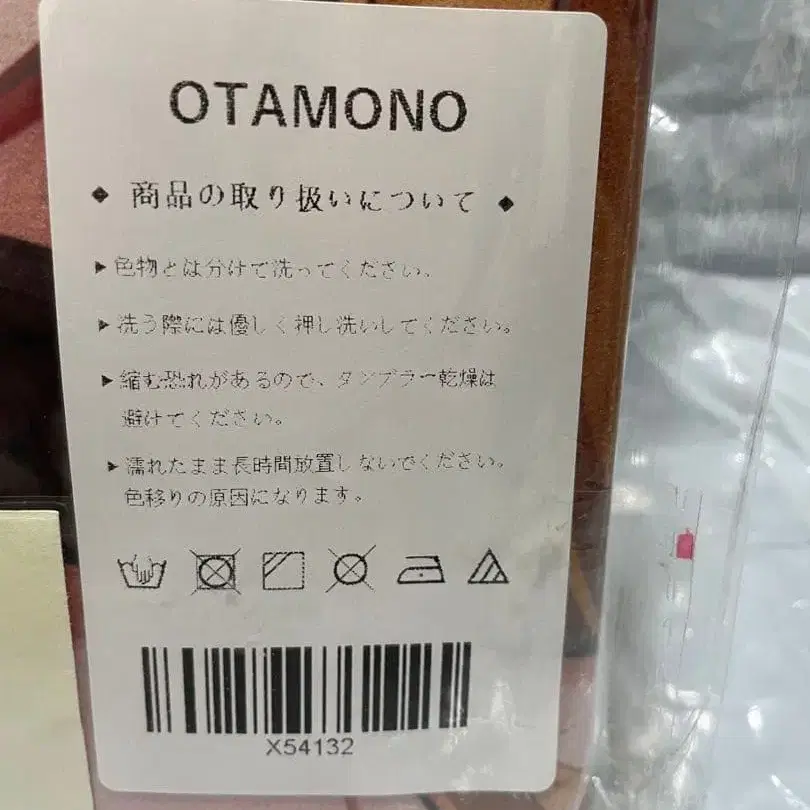 OTAMONO
◆ 商品の取り扱いについて ◆
▶色物とは分けて洗ってください。
▶洗う際には優しく押し洗いしてください。
▶縮む恐れがあるので、タンブラー乾燥は
避けてください。
▶濡れたまま長時間放置しないでください。
色移りの原因になります。
X54132